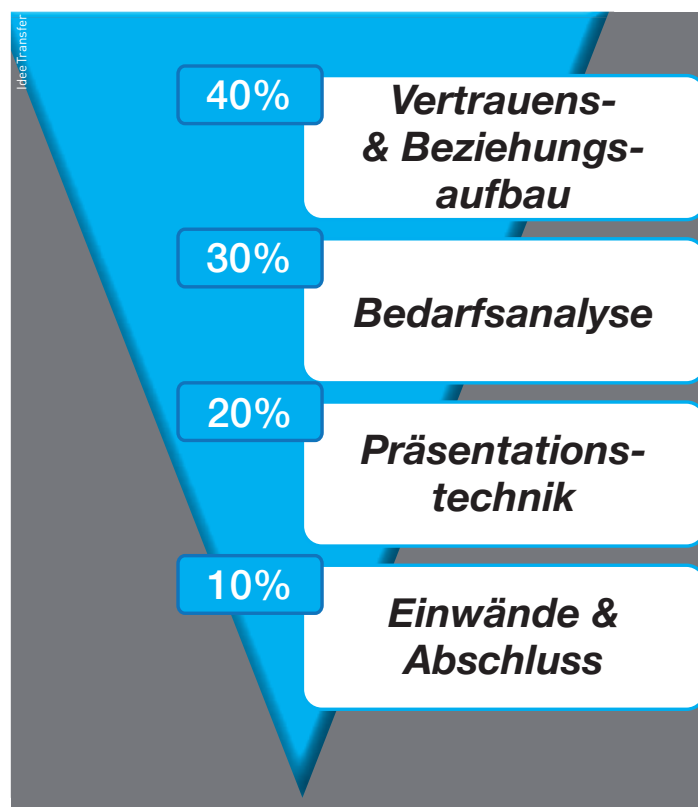 IdeeTransfer
40%
Vertrauens-
& Beziehungs-
aufbau
30%
Bedarfsanalyse
20%
Präsentations-
technik
10%
Einwände &
Abschluss